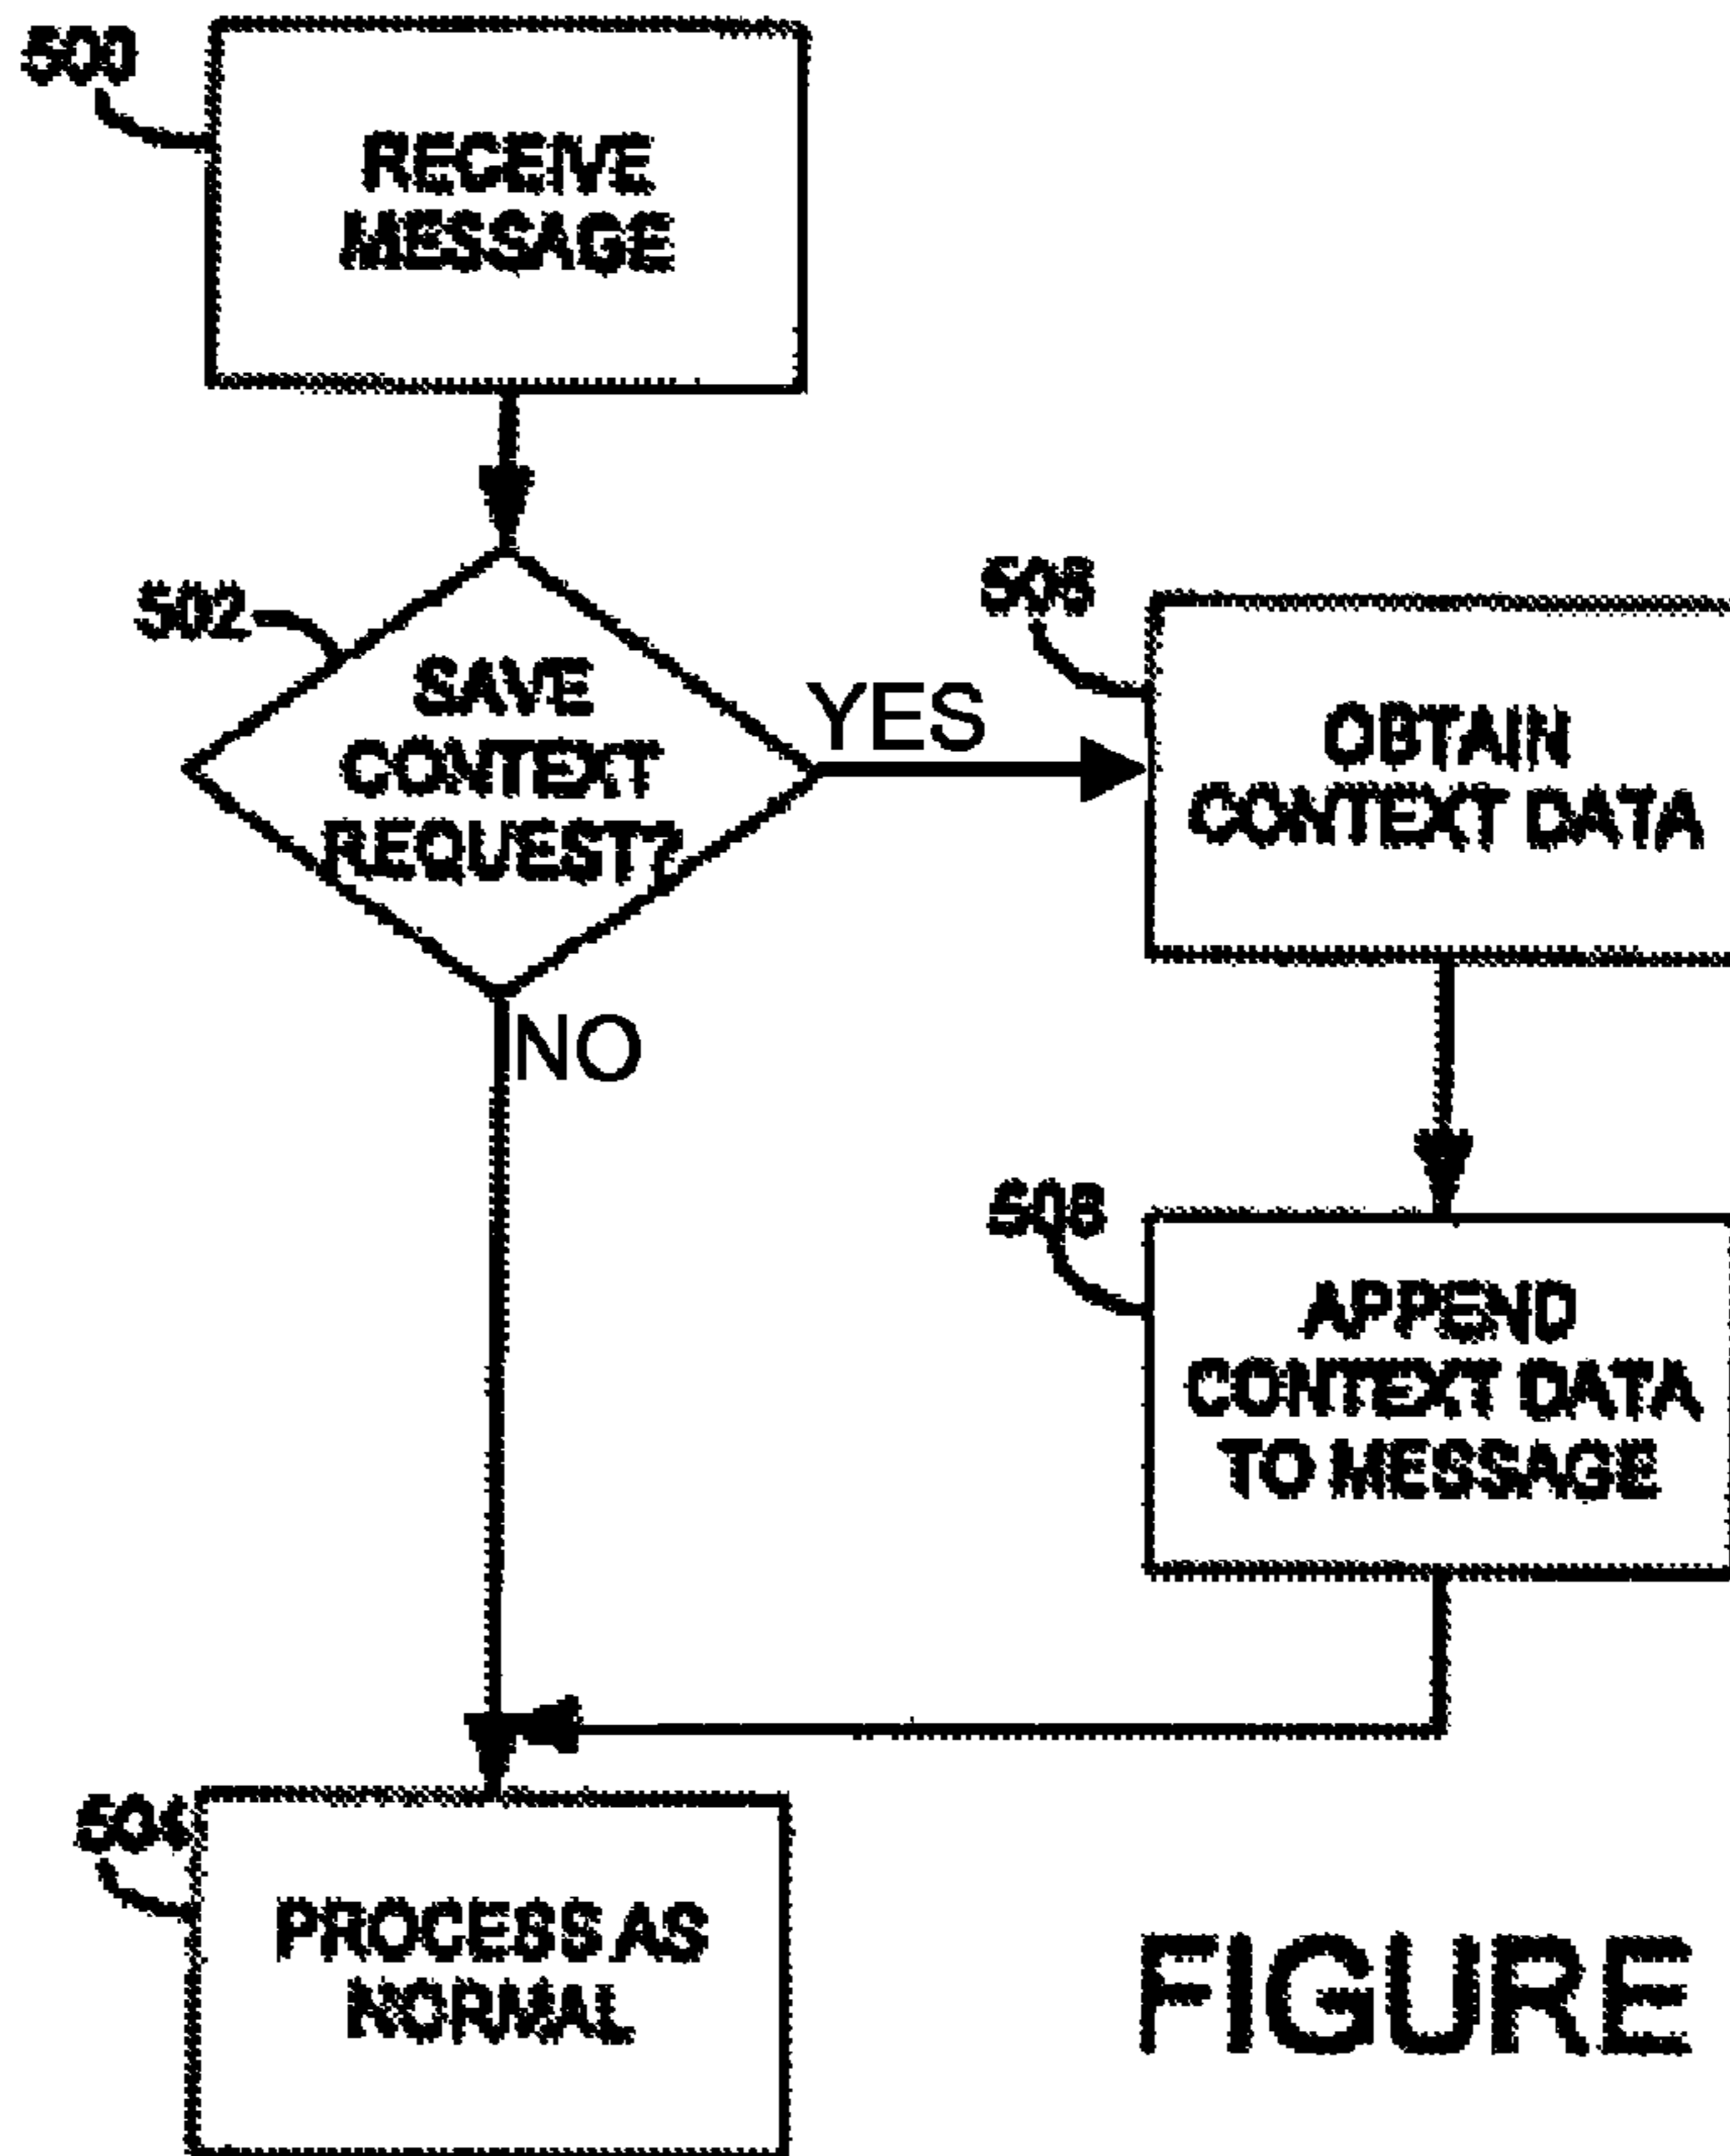 500
RECEIVE
MESSAGE
502
SAVE
CONTEXT
REQUEST?
YES
NO
OBTAIN
CONTEXT DATA
APPEND
CONTEXT DATA
TO MESSAGE
504
PROCESS AS
NORMAL
FIGURE